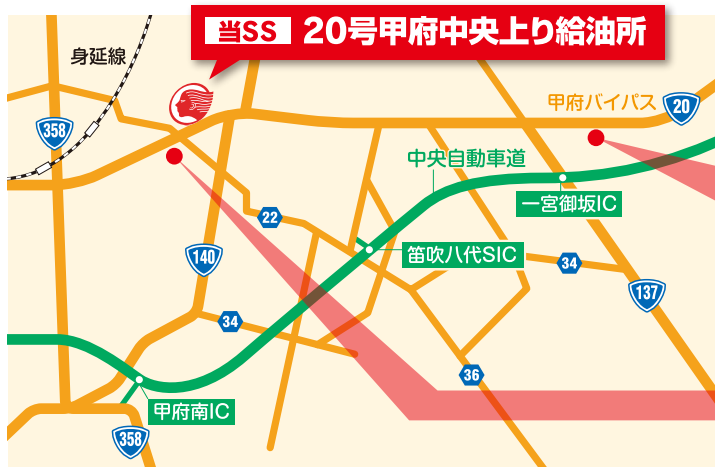 当SS 20号甲府中央上り給油所
身延線
甲府バイパス
20
358
中央自動車道
一宮御坂IC
22
笛吹八代SIC
140
34
137
34
36
甲府南IC
358